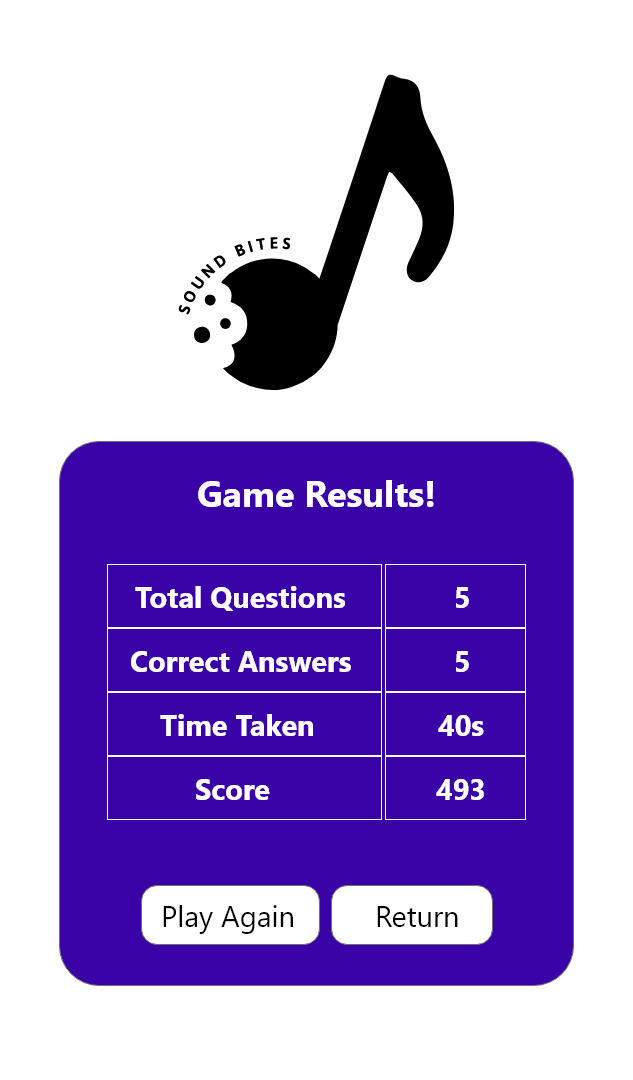 SOUND BITES
Game Results!
Total Questions 5
Correct Answers 5
Time Taken 40s
Score 493
Play Again Return